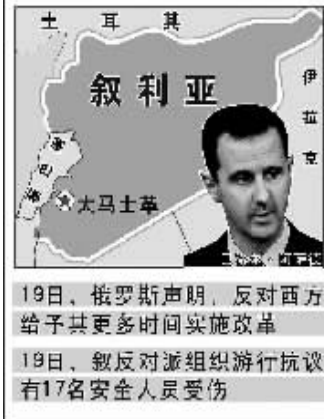 土耳其
叙利亚
伊拉克
大马士革
19日，俄罗斯声明，反对西方
给予其更多时间实施改革
19日，叙反对派组织游行抗议
有17名安全人员受伤